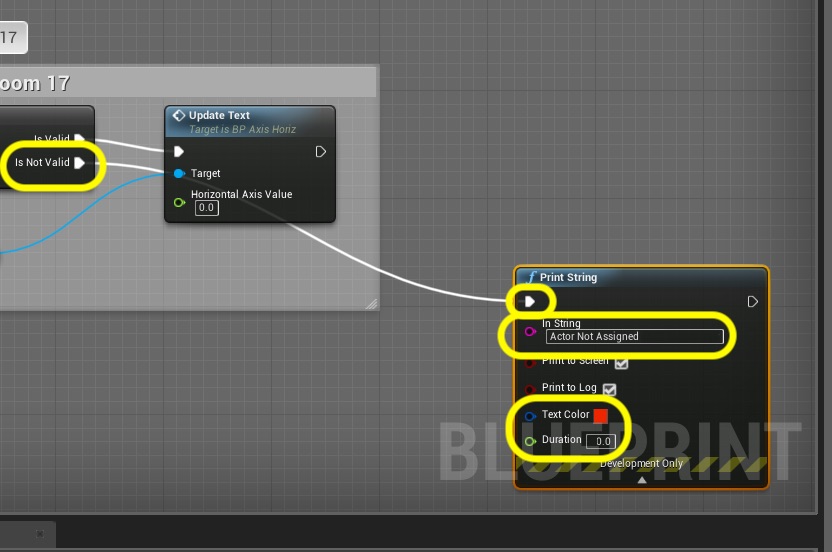 17
oom 17
Is Valid
Is Not Valid
Update Text
Target is BP Axis Horiz
Target
Horizontal Axis Value
0.0
f Print String
In String
Actor Not Assigned
Print to Screen
Print to Log
Text Color
Duration 0.0
Development Only
BLUEPRINT